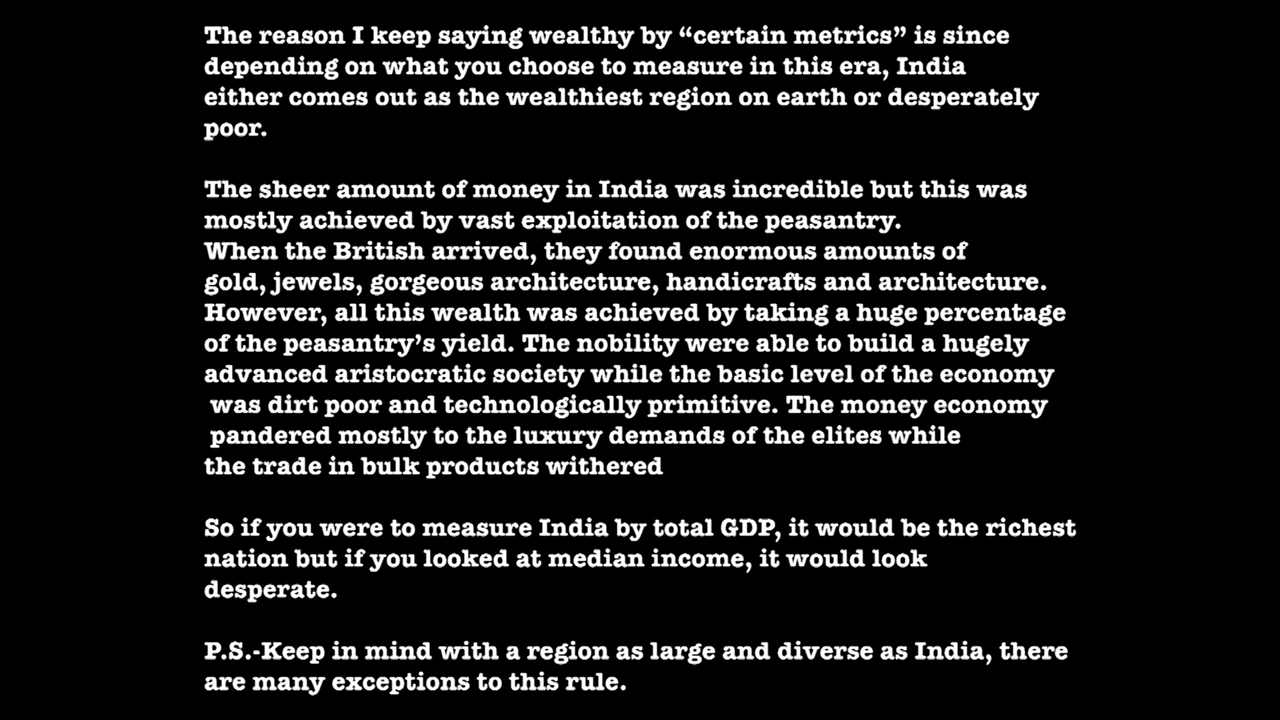 The reason I keep saying wealthy by “certain metrics” is since
depending on what you choose to measure in this era, India
either comes out as the wealthiest region on earth or desperately
poor.
The sheer amount of money in India was incredible but this was
mostly achieved by vast exploitation of the peasantry.
When the British arrived, they found enormous amounts of
gold, jewels, gorgeous architecture, handicrafts and architecture.
However, all this wealth was achieved by taking a huge percentage
of the peasantry’s yield. The nobility were able to build a hugely
advanced aristocratic society while the basic level of the economy
was dirt poor and technologically primitive. The money economy
pandered mostly to the luxury demands of the elites while
the trade in bulk products withered
So if you were to measure India by total GDP, it would be the richest
nation but if you looked at median income, it would look
desperate.
P.S.-Keep in mind with a region as large and diverse as India, there
are many exceptions to this rule.